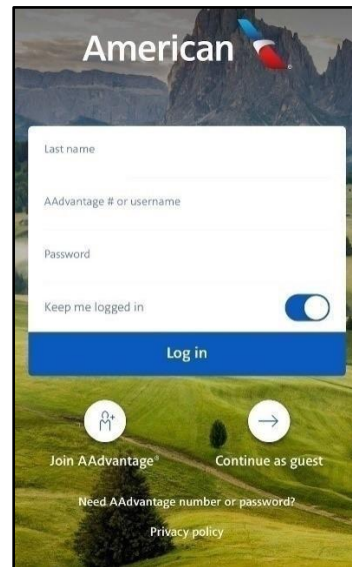 American
Last name
AAdvantage # or username
Password
Keep me logged in
Log in
Join AAdvantage®
Continue as guest
Need AAdvantage number or password?
Privacy policy